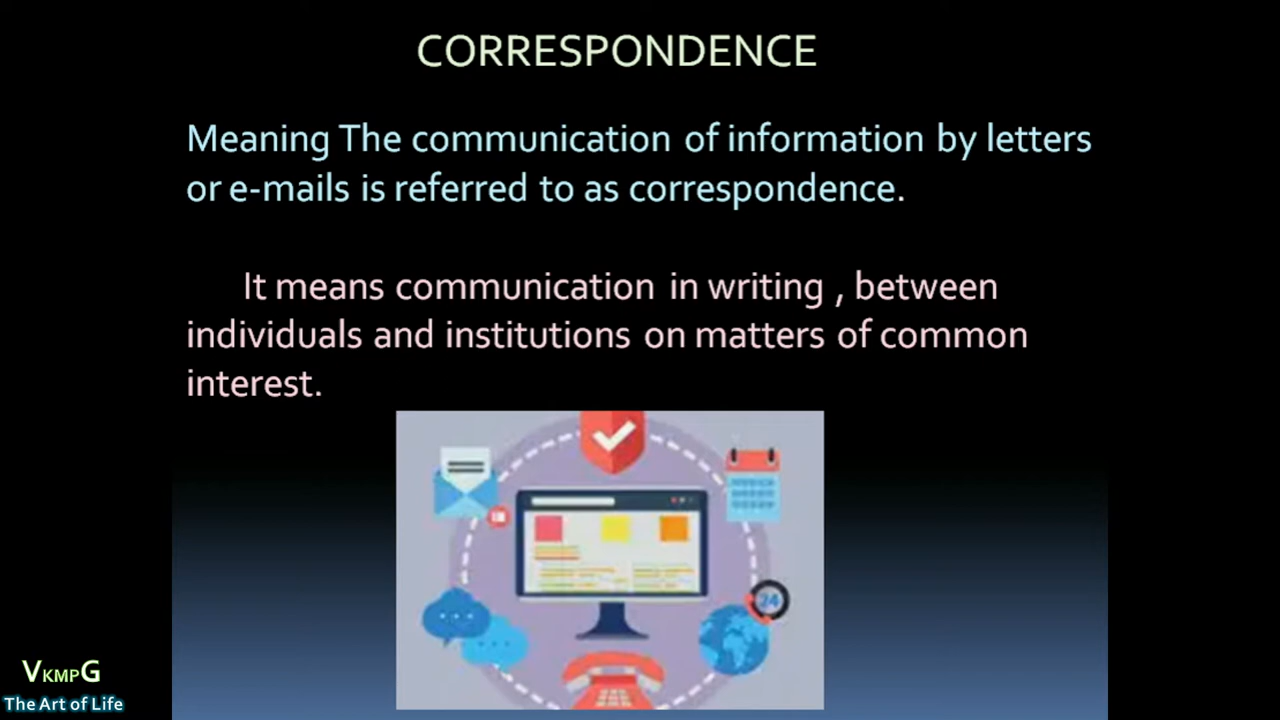 CORRESPONDENCE
Meaning The communication of information by letters
or e-mails is referred to as correspondence.
It means communication in writing , between
individuals and institutions on matters of common
interest.
24
VKMPG
The Art of Life